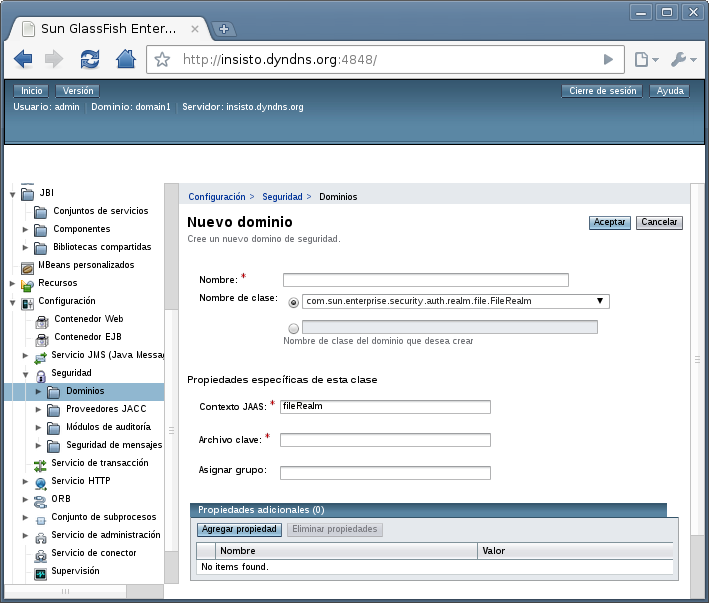 Sun GlassFish Enter...
http://insisto.dyndns.org:4848/
Inicio Versión Cierre de sesión Ayuda
Usuario: admin Dominio: domain1 Servidor: insisto.dyndns.org
JBI
Conjuntos de servicios
Componentes
Bibliotecas compartidas
MBeans personalizados
Recursos
Configuración
Contenedor Web
Contenedor EJB
Servicio JMS (Java Messa
Seguridad
Dominios
Proveedores JACC
Módulos de auditoría
Seguridad de mensajes
Servicio de transacción
Servicio HTTP
ORB
Conjunto de subprocesos
Servicio de administración
Servicio de conector
Supervisión
Configuración > Seguridad > Dominios
Nuevo dominio
Aceptar Cancelar
Cree un nuevo domino de seguridad.
Nombre: *
Nombre de clase: com.sun.enterprise.security.auth.realm.file.FileRealm
Nombre de clase del dominio que desea crear
Propiedades específicas de esta clase
Contexto JAAS: * fileRealm
Archivo clave: *
Asignar grupo:
Propiedades adicionales (0)
Agregar propiedad Eliminar propiedades
Nombre Valor
No items found.